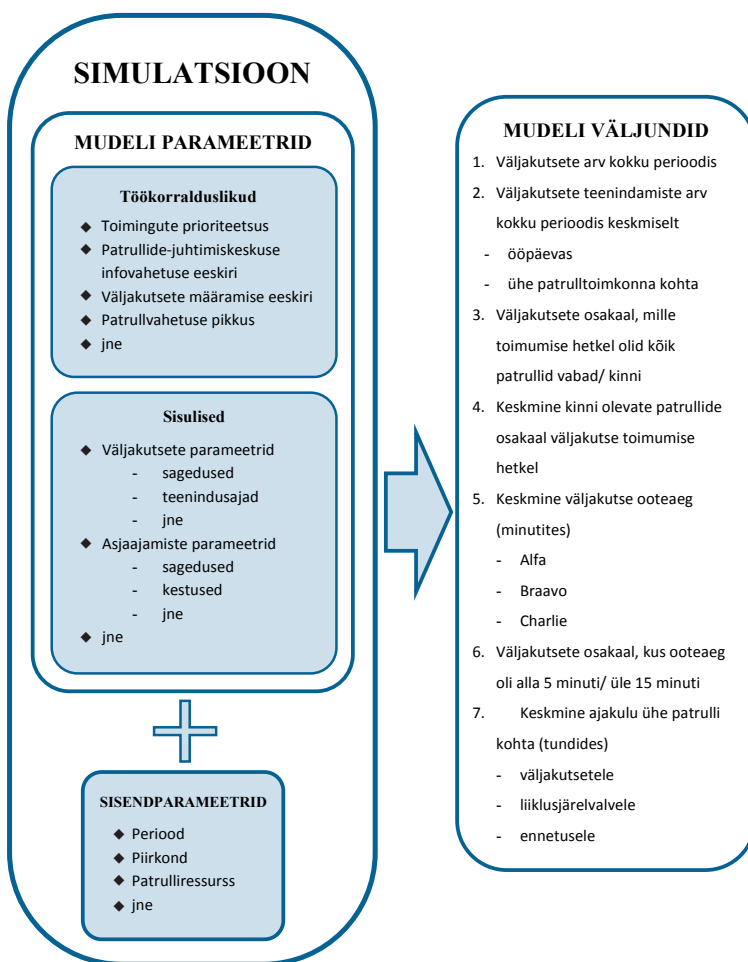 SIMULATSIOON
MUDELI PARAMEETRID
Töökorralduslikud
◆ Toimingute prioriteetsus
◆ Patrullide-juhtimiskeskuse
infovahetuse eeskiri
◆ Väljakutsete määramise eeskiri
◆ Patrullvahetuse pikkus
◆ jne
Sisulised
◆ Väljakutsete parameetrid
- sagedused
- teenindusajad
- jne
◆ Asjaajamiste parameetrid
- sagedused
- kestused
- jne
◆ jne
SISENDPARAMEETRID
◆ Periood
◆ Piirkond
◆ Patrulliressurss
◆ jne
MUDELI VÄLJUNDID
1. Väljakutsete arv kokku perioodis
2. Väljakutsete teenindamiste arv
kokku perioodis keskmiselt
- ööpäevas
- ühe patrulltoimkonna kohta
3. Väljakutsete osakaal, mille
toimumise hetkel olid kõik
patrullid vabad/ kinni
4. Keskmine kinni olevate patrullide
osakaal väljakutse toimumise
hetkel
5. Keskmine väljakutse ooteaeg
(minutites)
- Alfa
- Braavo
- Charlie
6. Väljakutsete osakaal, kus ooteaeg
oli alla 5 minuti/ üle 15 minuti
7. Keskmine ajakulu ühe patrulli
kohta (tundides)
- väljakutsetele
- liiklusjärelvalvele
- ennetusele